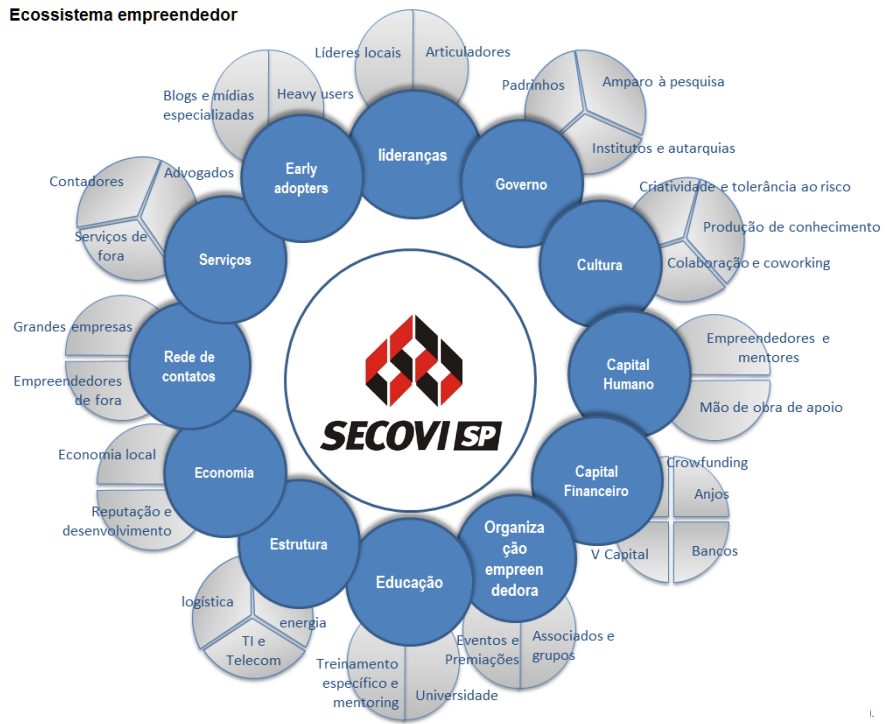 Ecossistema empreendedor
Líderes locais
Articuladores
lideranças
Padrinhos
Amparo à pesquisa
Institutos e autarquias
Governo
Criatividade e tolerância ao risco
Produção de conhecimento
Colaboração e coworking
Cultura
Empreendedores e
mentores
Mão de obra de apoio
Capital
Humano
Crowfunding
Anjos
V Capital
Bancos
Capital
Financeiro
Organiza
ção
empreen
dedora
Eventos e
Premiações
Associados e
grupos
Educação
Treinamento
específico e
mentoring
Universidade
Estrutura
logística
energia
TI e
Telecom
Economia
Economia local
Reputação e
desenvolvimento
Rede de
contatos
Grandes empresas
Empreendedores
de fora
Serviços
Contadores
Advogados
Serviços de
fora
Early
adopters
Blogs e mídias
especializadas
Heavy users
SECOVI SP